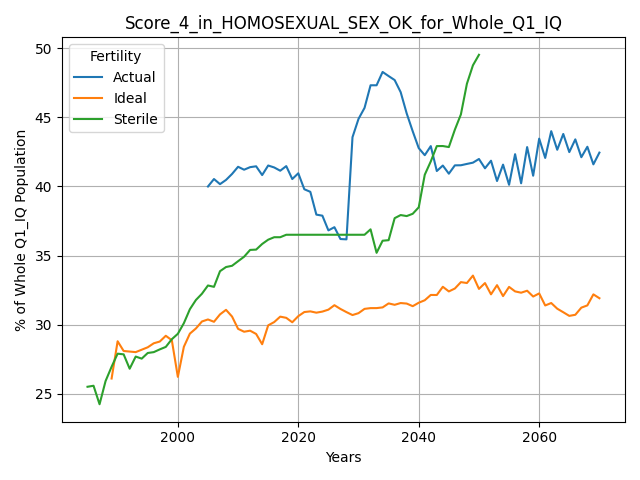 Score_4_in_HOMOSEXUAL_SEX_OK_for_Whole_Q1_IQ
Fertility
Actual
Ideal
Sterile
% of Whole Q1_IQ Population
50
45
40
35
30
25
2000
2020
2040
2060
Years